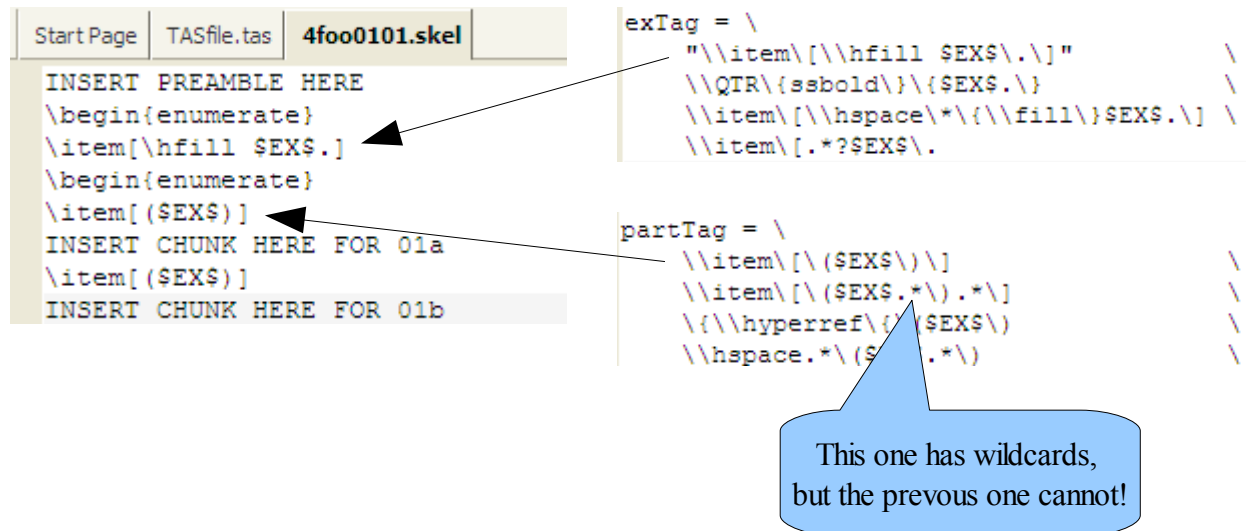 Start Page TASfile.tas 4foo0101.skel
INSERT PREAMBLE HERE
\begin{enumerate}
\item[\hfill $EX$.]
\begin{enumerate}
\item[($EX$)]
INSERT CHUNK HERE FOR 01a
\item[($EX$)]
INSERT CHUNK HERE FOR 01b
exTag = \
"\\item\[\\hfill $EX$\.\]" \
\\QTR\{ssbold\}\{$EX$.\} \
\\item\[\\hspace\*\{\\fill\}$EX$.\] \
\\item\[.*?$EX$\.
partTag = \
\\item\[\($EX$\)\] \
\\item\[\($EX$.*\).*\] \
\{\\hyperref\{\($EX$\) \
\\hspace.*\($ .*\) \
This one has wildcards,
but the prevous one cannot!